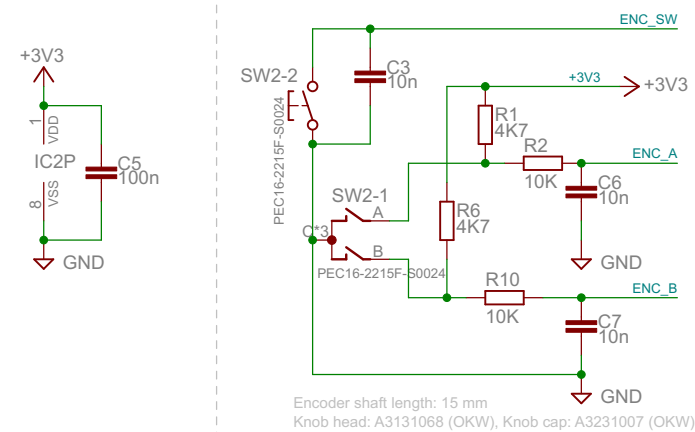 +3V3
1
VDD
IC2P
C5
100n
8
VSS
GND
ENC_SW
SW2-2
PEC16-2215F-S0024
C3
10n
+3V3
+3V3
R1
4K7
R2
10K
ENC_A
C6
10n
GND
SW2-1
A
C*3
B
PEC16-2215F-S0024
R6
4K7
R10
10K
ENC_B
C7
10n
GND
Encoder shaft length: 15 mm
Knob head: A3131068 (OKW), Knob cap: A3231007 (OKW)